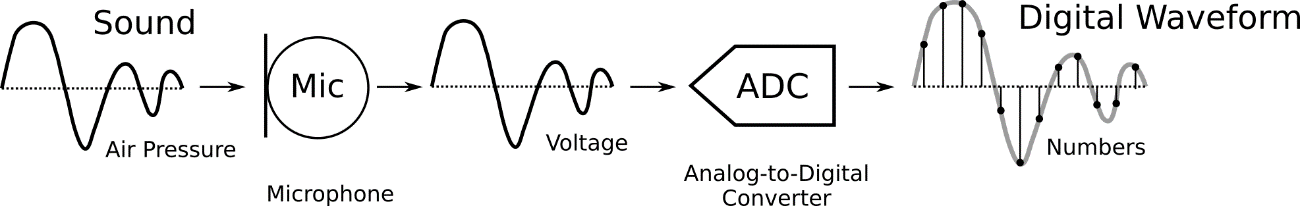 Sound
Air Pressure
Mic
Microphone
Voltage
ADC
Analog-to-Digital
Converter
Digital Waveform
Numbers